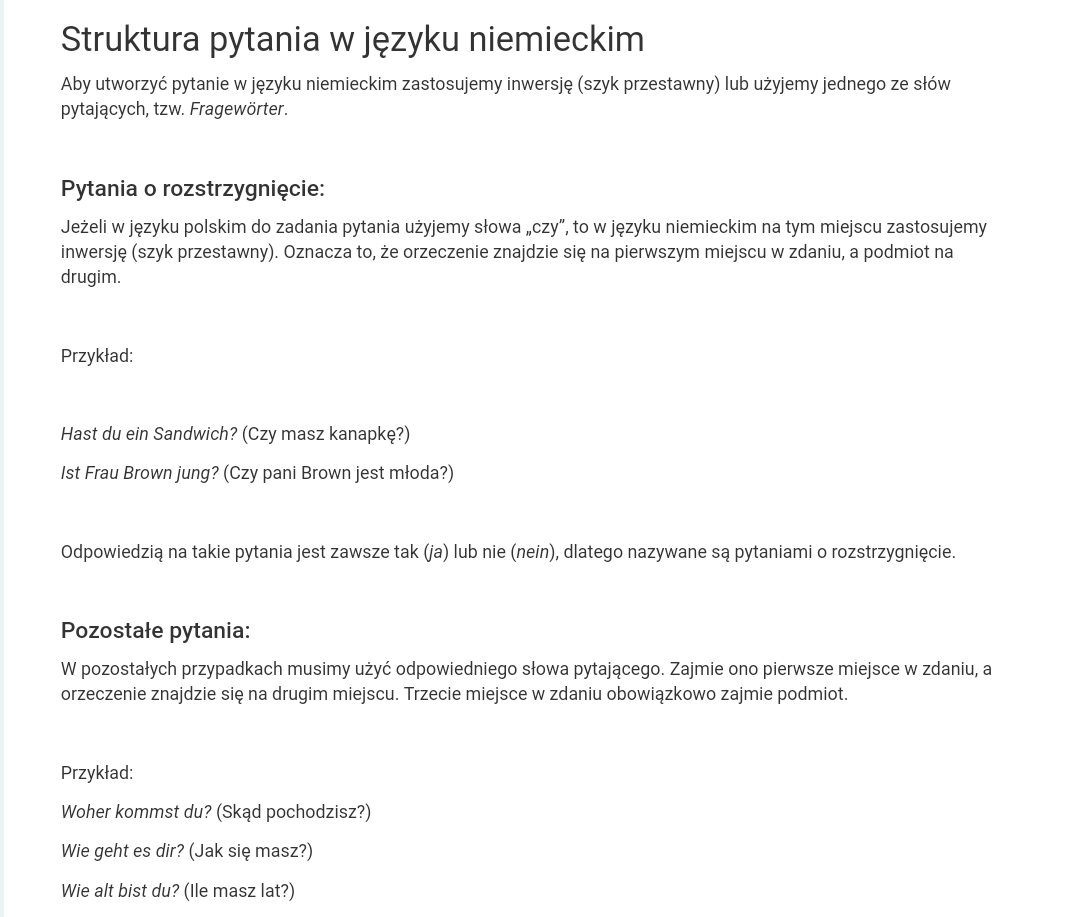 Struktura pytania w języku niemieckim
Aby utworzyć pytanie w języku niemieckim zastosujemy inwersję (szyk przestawny) lub użyjemy jednego ze słów
pytających, tzw. Fragewörter.
Pytania o rozstrzygnięcie:
Jeżeli w języku polskim do zadania pytania użyjemy słowa „czy”, to w języku niemieckim na tym miejscu zastosujemy
inwersję (szyk przestawny). Oznacza to, że orzeczenie znajdzie się na pierwszym miejscu w zdaniu, a podmiot na
drugim.
Przykład:
Hast du ein Sandwich? (Czy masz kanapkę?)
Ist Frau Brown jung? (Czy pani Brown jest młoda?)
Odpowiedzią na takie pytania jest zawsze tak (ja) lub nie (nein), dlatego nazywane są pytaniami o rozstrzygnięcie.
Pozostałe pytania:
W pozostałych przypadkach musimy użyć odpowiedniego słowa pytającego. Zajmie ono pierwsze miejsce w zdaniu, a
orzeczenie znajdzie się na drugim miejscu. Trzecie miejsce w zdaniu obowiązkowo zajmie podmiot.
Przykład:
Woher kommst du? (Skąd pochodzisz?)
Wie geht es dir? (Jak się masz?)
Wie alt bist du? (Ile masz lat?)